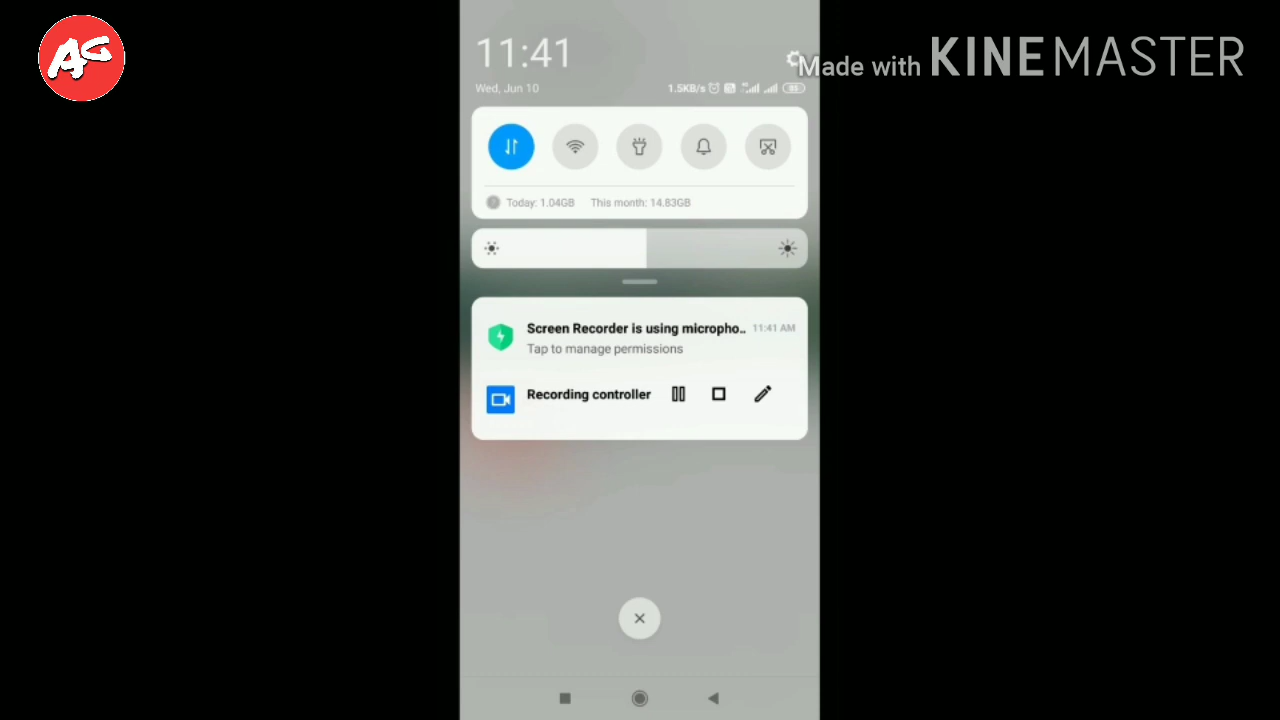 AG
Made with KINEMASTER
11:41
Wed, Jun 10
1.5KB/s
Today: 1.04GB This month: 14.83GB
Screen Recorder is using micropho.. 11:41 AM
Tap to manage permissions
Recording controller